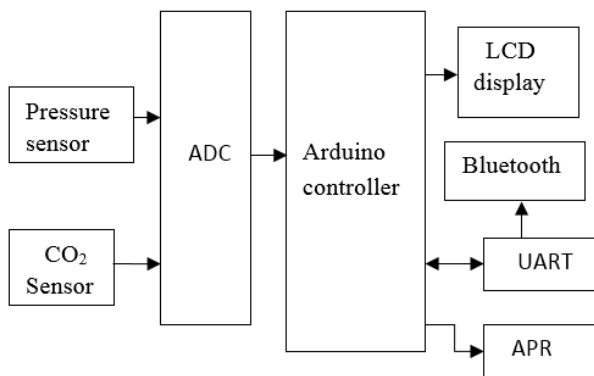 Pressure
sensor
CO₂
Sensor
ADC
Arduino
controller
LCD
display
Bluetooth
UART
APR